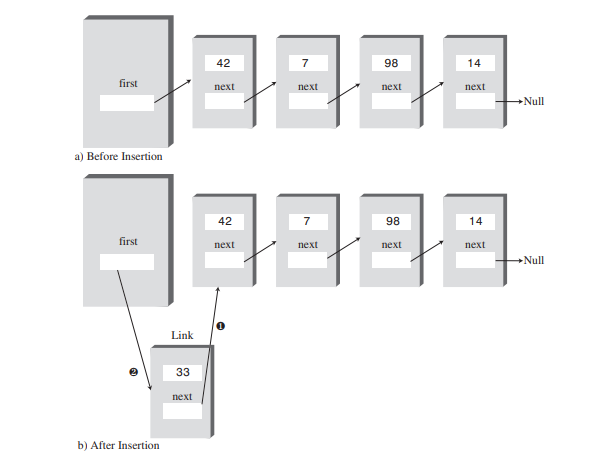 42 7 98 14
first next next next next
Null
a) Before Insertion
42 7 98 14
first next next next next
Null
Link
❶
❷ 33
next
b) After Insertion